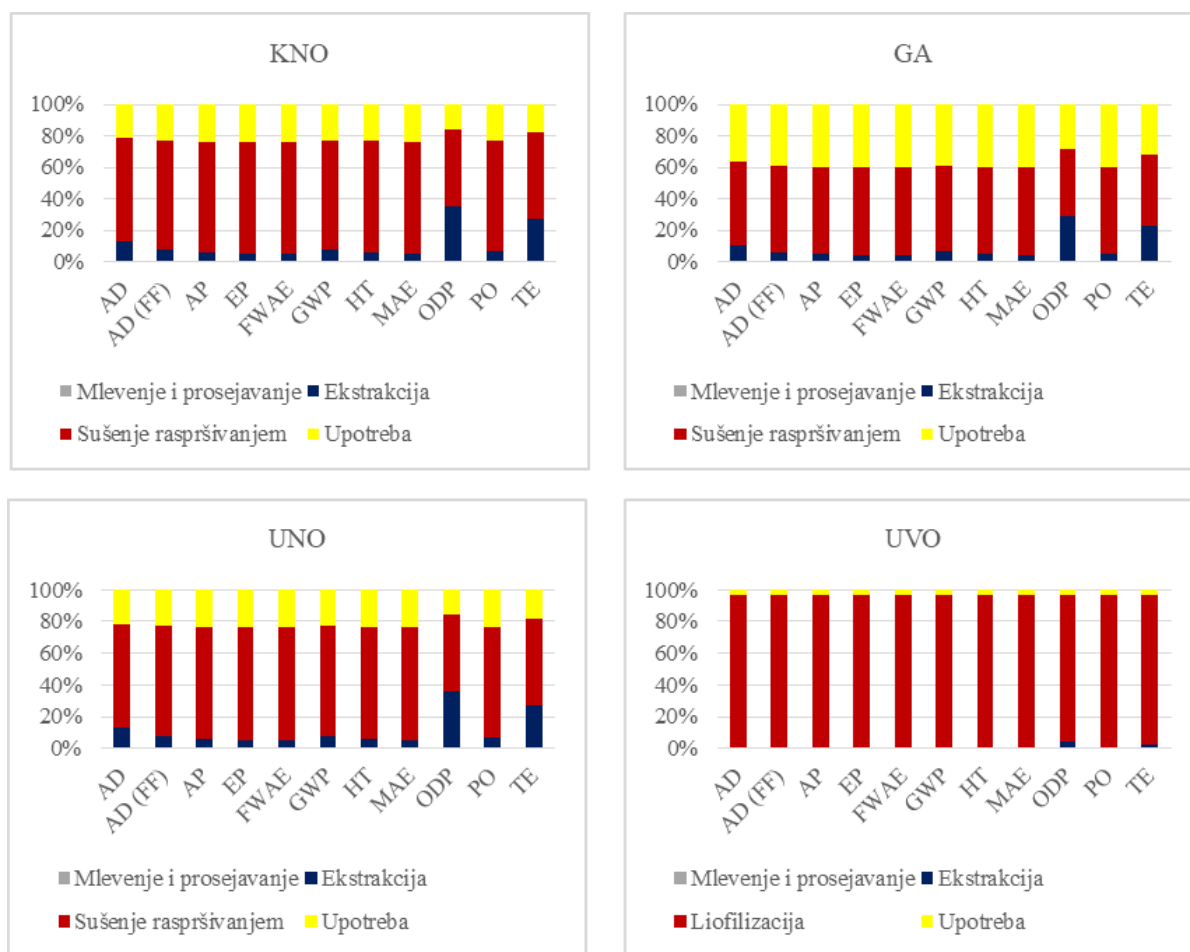 KNO
100%
80%
60%
40%
20%
0%
AD
AD (FF)
AP
EP
FWAE
GWP
HT
MAE
ODP
PO
TE
Mlevenje i prosejavanje Ekstrakcija
Sušenje raspršivanjem Upotreba
GA
100%
80%
60%
40%
20%
0%
AD
AD (FF)
AP
EP
FWAE
GWP
HT
MAE
ODP
PO
TE
Mlevenje i prosejavanje Ekstrakcija
Sušenje raspršivanjem Upotreba
UNO
100%
80%
60%
40%
20%
0%
AD
AD (FF)
AP
EP
FWAE
GWP
HT
MAE
ODP
PO
TE
Mlevenje i prosejavanje Ekstrakcija
Sušenje raspršivanjem Upotreba
UVO
100%
80%
60%
40%
20%
0%
AD
AD (FF)
AP
EP
FWAE
GWP
HT
MAE
ODP
PO
TE
Mlevenje i prosejavanje Ekstrakcija
Liofilizacija Upotreba